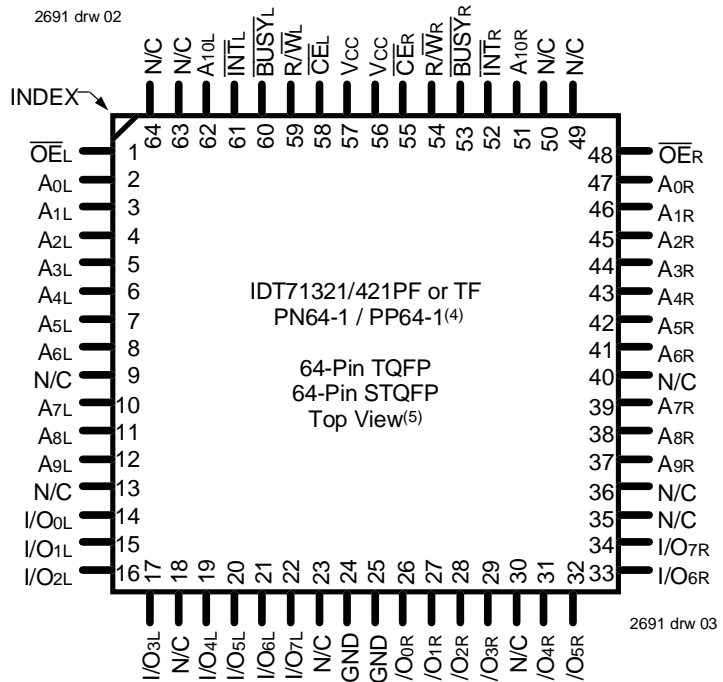 2691 drw 02
N/C
N/C
A10L
INTL
BUSYL
R/WL
CEL
VCC
VCC
CER
R/WR
BUSYR
INTR
A10R
N/C
N/C
INDEX
64
63
62
61
60
59
58
57
56
55
54
53
52
51
50
49
OEL 1
A0L 2
A1L 3
A2L 4
A3L 5
A4L 6
A5L 7
A6L 8
N/C 9
A7L 10
A8L 11
A9L 12
N/C 13
I/O0L 14
I/O1L 15
I/O2L 16
IDT71321/421PF or TF
PN64-1 / PP64-1(4)
64-Pin TQFP
64-Pin STQFP
Top View(5)
48 OER
47 A0R
46 A1R
45 A2R
44 A3R
43 A4R
42 A5R
41 A6R
40 N/C
39 A7R
38 A8R
37 A9R
36 N/C
35 N/C
34 I/O7R
33 I/O6R
17
18
19
20
21
22
23
24
25
26
27
28
29
30
31
32
I/O3L
N/C
I/O4L
I/O5L
I/O6L
I/O7L
N/C
GND
GND
/O0R
/O1R
/O2R
/O3R
N/C
/O4R
/O5R
2691 drw 03